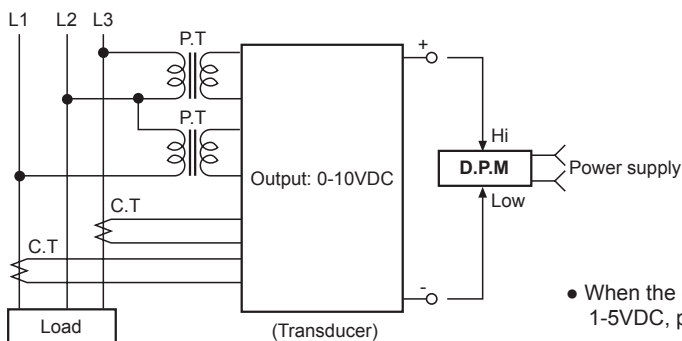 L1 L2 L3
P.T
P.T
C.T
C.T
Load
Output: 0-10VDC
(Transducer)
+
-
Hi
D.P.M
Low
Power supply
● When the
1-5VDC, p